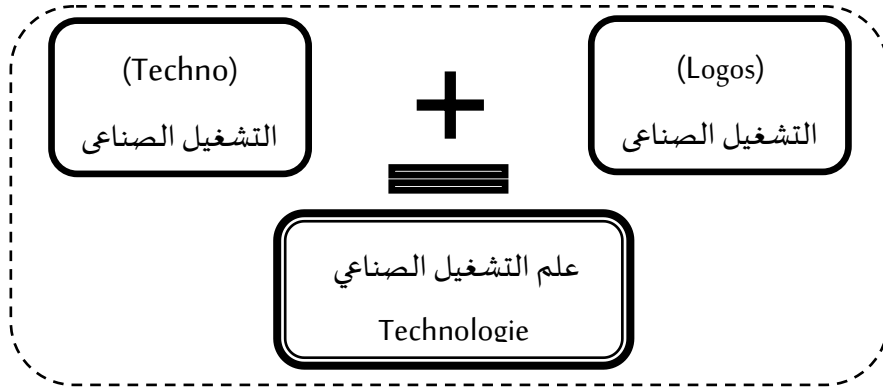 (Techno)
التشغيل الصناعى
+
(Logos)
التشغيل الصناعى
=
علم التشغيل الصناعي
Technologie